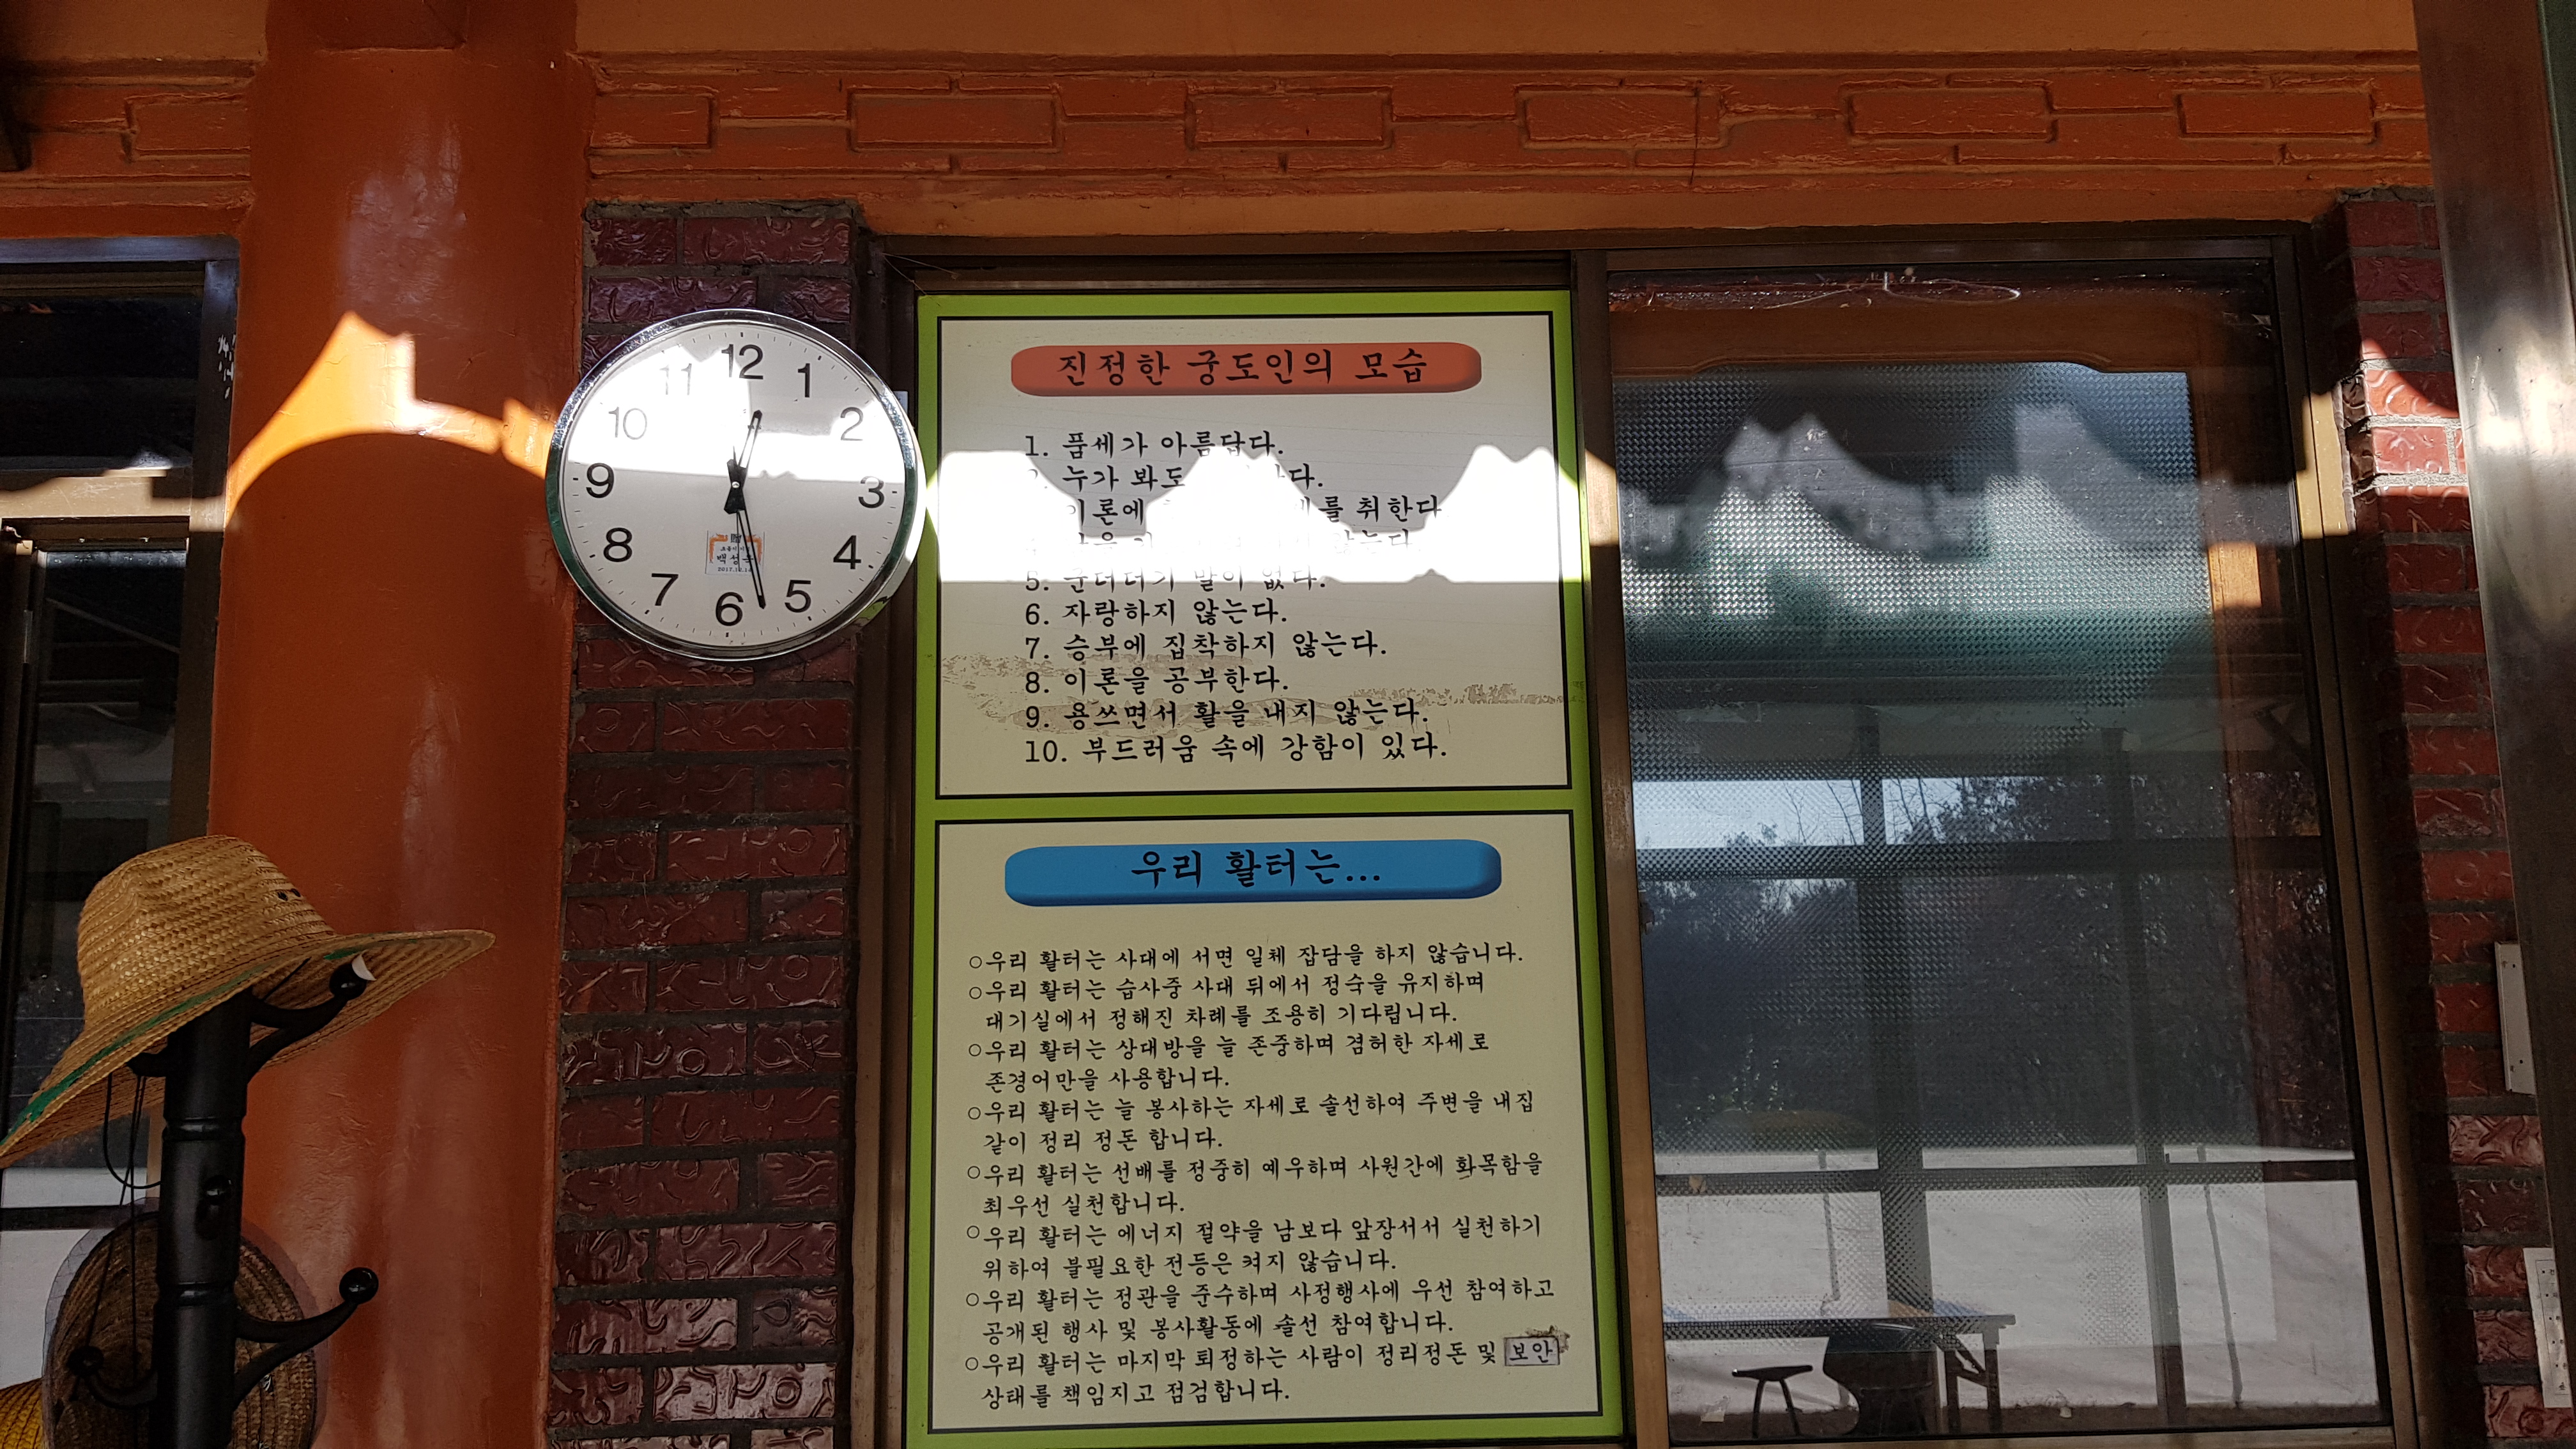 12
1
2
3
4
5
6
7
8
9
10
11
2017.12.14
진정한 궁도인의 모습
1. 품세가 아름답다.
누가 봐도
이론에 를 취한다
5. 군더더기 말이 없다.
6. 자랑하지 않는다.
7. 승부에 집착하지 않는다.
8. 이론을 공부한다.
9. 용쓰면서 활을 내지 않는다.
10. 부드러움 속에 강함이 있다.
우리 활터는...
○우리 활터는 사대에 서면 일체 잡담을 하지 않습니다.
○우리 활터는 습사중 사대 뒤에서 정숙을 유지하며
대기실에서 정해진 차례를 조용히 기다립니다.
○우리 활터는 상대방을 늘 존중하며 겸허한 자세로
존경어만을 사용합니다.
○우리 활터는 늘 봉사하는 자세로 솔선하여 주변을 내집
같이 정리 정돈 합니다.
○우리 활터는 선배를 정중히 예우하며 사원간에 화목함을
최우선 실천합니다.
○우리 활터는 에너지 절약을 남보다 앞장서서 실천하기
위하여 불필요한 전등은 켜지 않습니다.
○우리 활터는 정관을 준수하며 사정행사에 우선 참여하고
공개된 행사 및 봉사활동에 솔선 참여합니다.
○우리 활터는 마지막 퇴정하는 사람이 정리정돈 및 보안
상태를 책임지고 점검합니다.